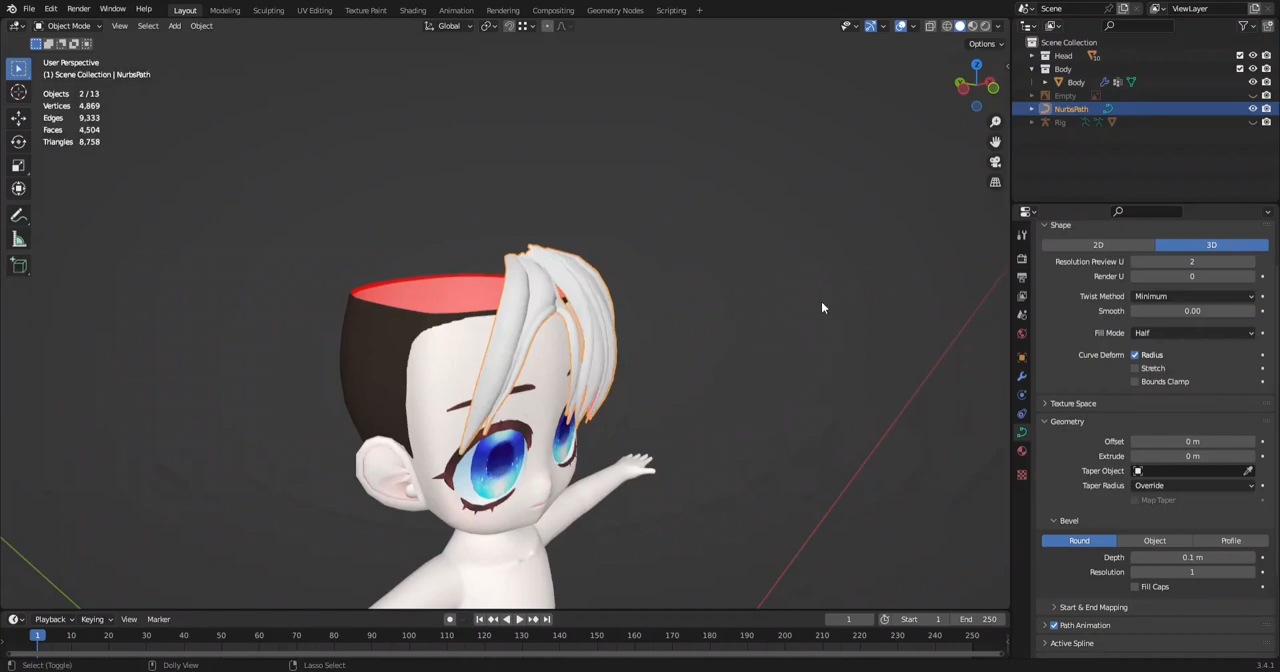 File Edit Render Window Help Layout Modeling Sculpting UV Editing Texture Paint Shading Animation Rendering Compositing Geometry Nodes Scripting + Scene ViewLayer
Object Mode View Select Add Object Global
Options
User Perspective
(1) Scene Collection | NurbsPath
Objects 2 / 13
Vertices 4,869
Edges 9,333
Faces 4,504
Triangles 8,758
Z
Y
Scene Collection
Head 10
Body
Body
Empty
NurbsPath
Rig
Shape
2D 3D
Resolution Preview U 2
Render U 0
Twist Method Minimum
Smooth 0.00
Fill Mode Half
Curve Deform Radius
Stretch
Bounds Clamp
Texture Space
Geometry
Offset 0 m
Extrude 0 m
Taper Object
Taper Radius Override
Map Taper
Bevel
Round Object Profile
Depth 0.1 m
Resolution 1
Fill Caps
Start & End Mapping
Path Animation
Active Spline
Playback Keying View Marker 1 Start 1 End 250
1 10 20 30 40 50 60 70 80 90 100 110 120 130 140 150 160 170 180 190 200 210 220 230 240 250
Select (Toggle) Dolly View Lasso Select 3.4.1